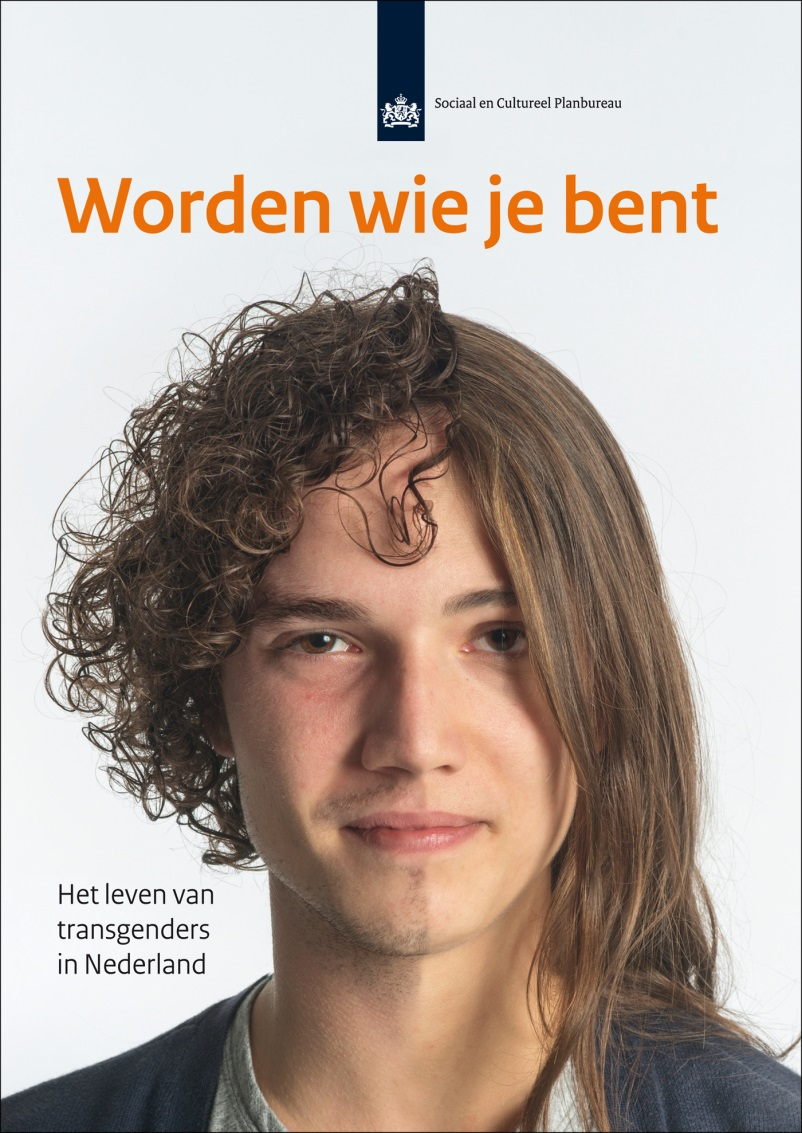 Sociaal en Cultureel Planbureau
Worden wie je bent
Het leven van
transgenders
in Nederland